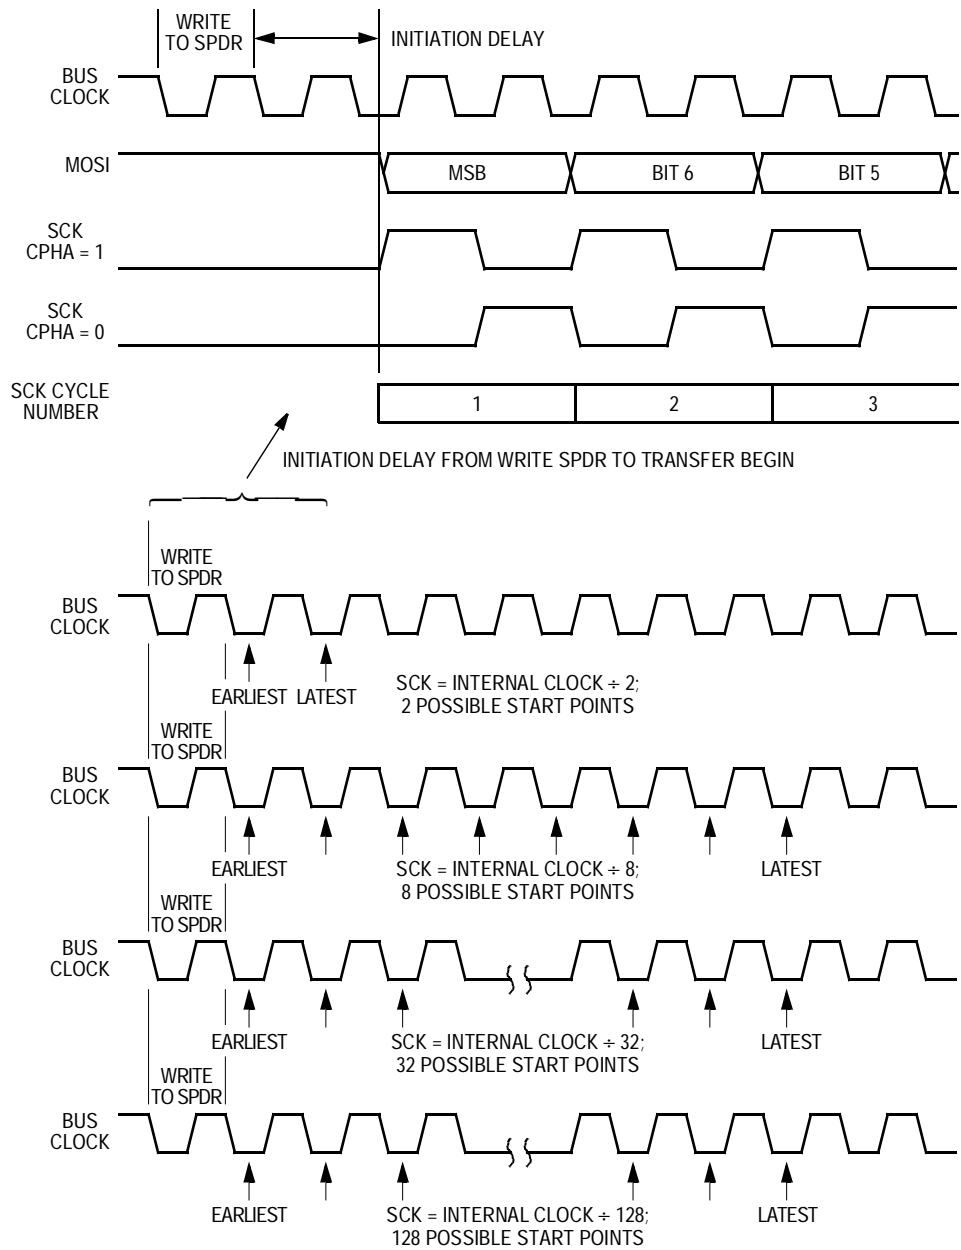 WRITE
TO SPDR
INITIATION DELAY
BUS
CLOCK
MOSI
MSB
BIT 6
BIT 5
SCK
CPHA = 1
SCK
CPHA = 0
SCK CYCLE
NUMBER
1
2
3
INITIATION DELAY FROM WRITE SPDR TO TRANSFER BEGIN
WRITE
TO SPDR
BUS
CLOCK
EARLIEST
LATEST
SCK = INTERNAL CLOCK ÷ 2;
2 POSSIBLE START POINTS
WRITE
TO SPDR
BUS
CLOCK
EARLIEST
SCK = INTERNAL CLOCK ÷ 8;
8 POSSIBLE START POINTS
LATEST
WRITE
TO SPDR
BUS
CLOCK
EARLIEST
SCK = INTERNAL CLOCK ÷ 32;
32 POSSIBLE START POINTS
LATEST
WRITE
TO SPDR
BUS
CLOCK
EARLIEST
SCK = INTERNAL CLOCK ÷ 128;
128 POSSIBLE START POINTS
LATEST